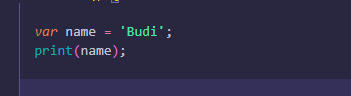 var name = 'Budi';
print(name);